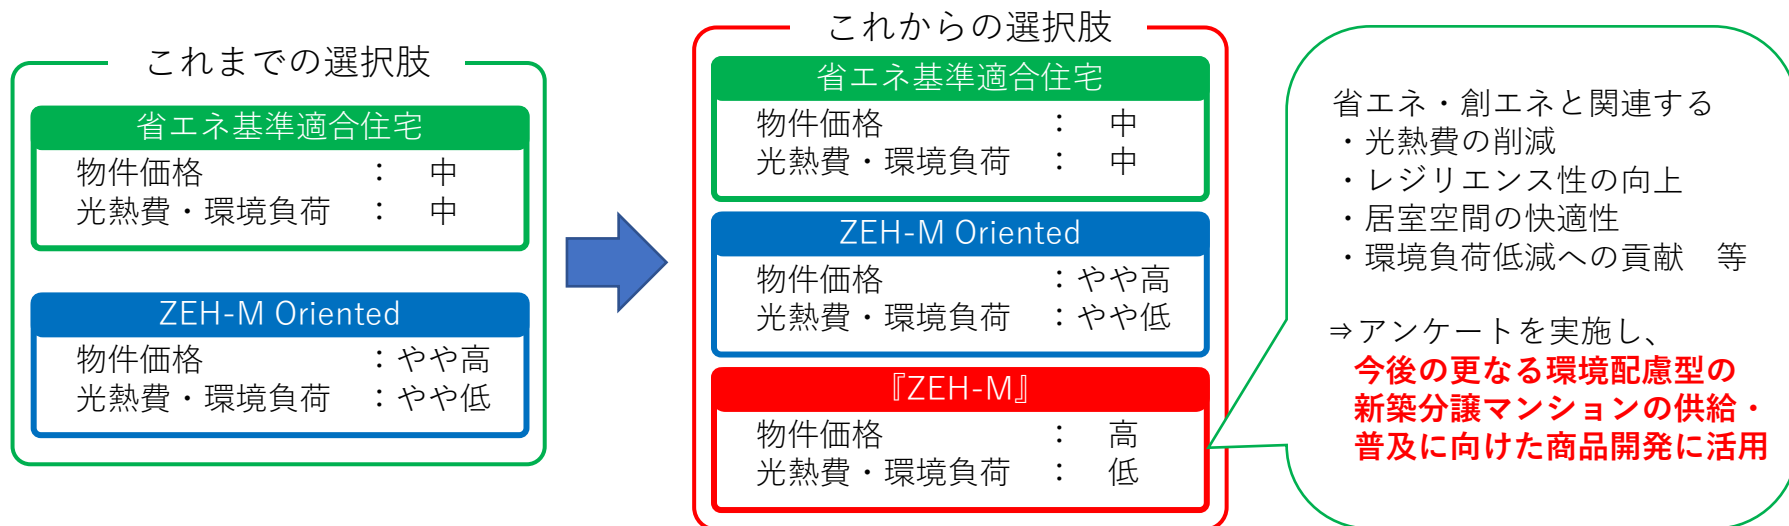 これまでの選択肢
省エネ基準適合住宅
物件価格 ： 中
光熱費・環境負荷 ： 中
ZEH-M Oriented
物件価格 ：やや高
光熱費・環境負荷 ：やや低
これからの選択肢
省エネ基準適合住宅
物件価格 ： 中
光熱費・環境負荷 ： 中
ZEH-M Oriented
物件価格 ：やや高
光熱費・環境負荷 ：やや低
『ZEH-M』
物件価格 ： 高
光熱費・環境負荷 ： 低
省エネ・創エネと関連する
・光熱費の削減
・レジリエンス性の向上
・居室空間の快適性
・環境負荷低減への貢献　等
⇒アンケートを実施し、
今後の更なる環境配慮型の
新築分譲マンションの供給・
普及に向けた商品開発に活用